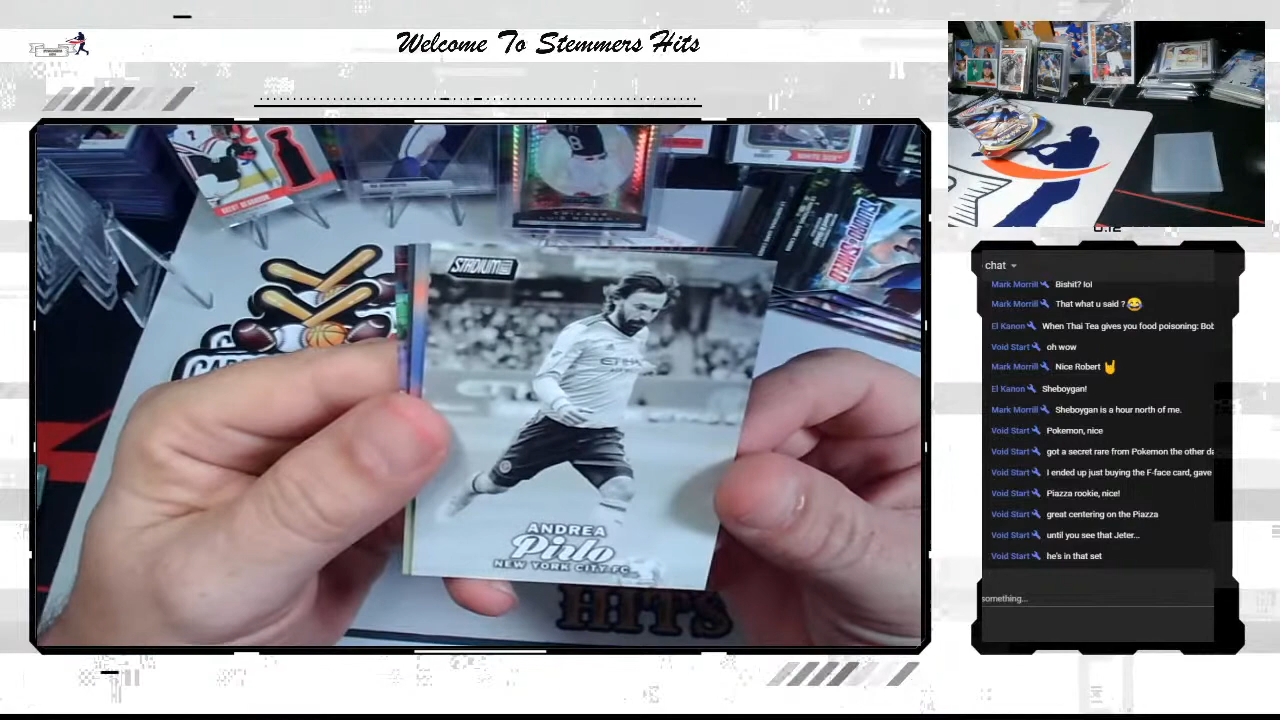 Welcome To Stemmers Hits
WHITE SOX
STADIUM
ETIHAD
ANDREA
Pirlo
NEW YORK CITY FC
HITS
chat
Mark Morrill Bishit? lol
Mark Morrill That what u said ? 😂
El Kanon When Thai Tea gives you food poisoning: Bob
Void Start oh wow
Mark Morrill Nice Robert 🤘
El Kanon Sheboygan!
Mark Morrill Sheboygan is a hour north of me.
Void Start Pokemon, nice
Void Start got a secret rare from Pokemon the other da
Void Start I ended up just buying the F-face card, gave
Void Start Piazza rookie, nice!
Void Start great centering on the Piazza
Void Start until you see that Jeter...
Void Start he's in that set
something...